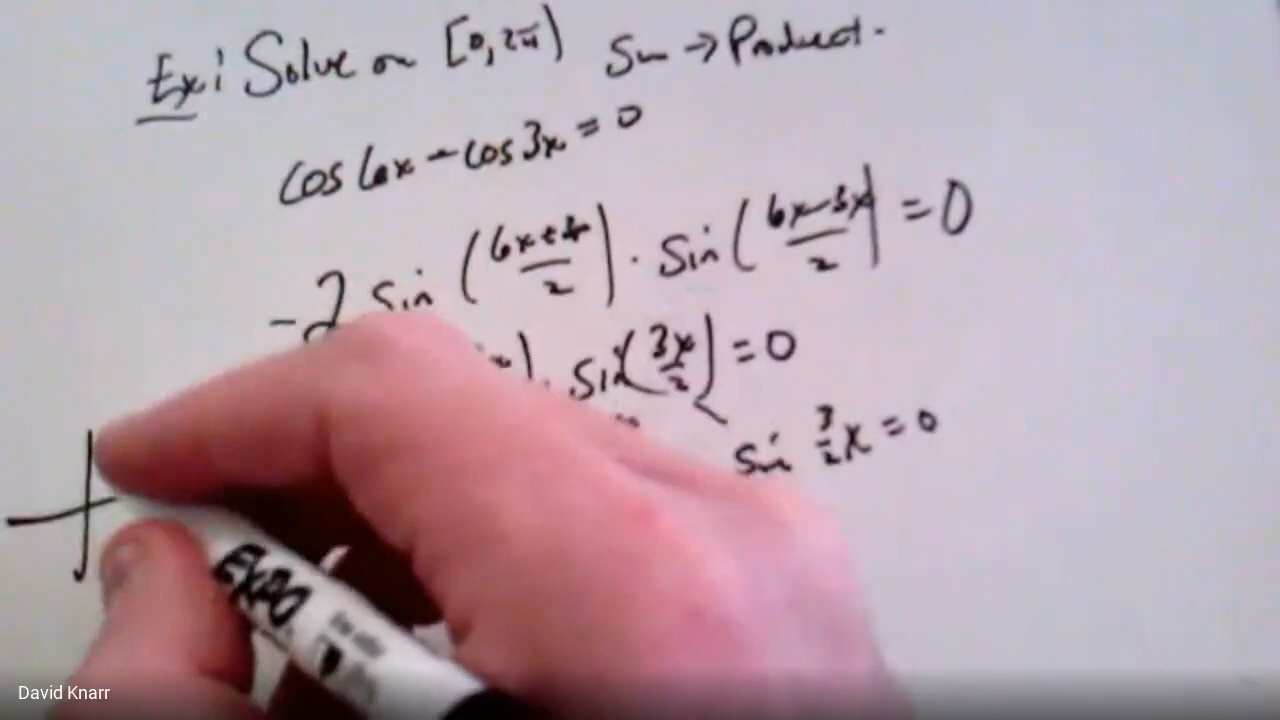 Ex: Solve on [0, 2π) Sum → Product.
cos 6x - cos 3x = 0
-2 sin (6x+3x/2) · sin (6x-3x/2) = 0
· sin (3x/2) = 0
sin 3/2 x = 0
EXPO
David Knarr